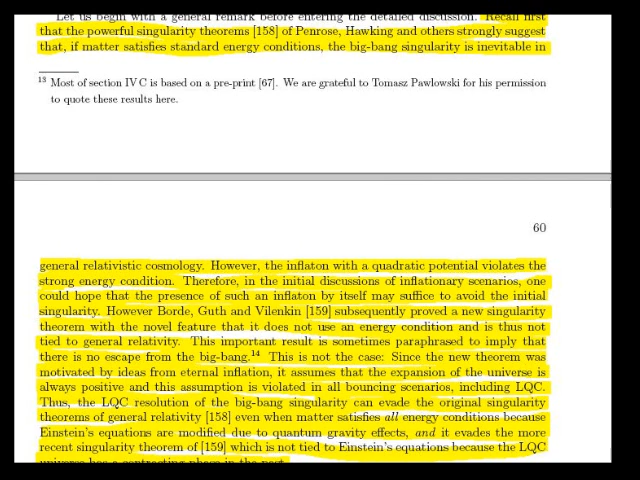 Let us begin with a general remark before entering the detailed discussion. Recall first
that the powerful singularity theorems [158] of Penrose, Hawking and others strongly suggest
that, if matter satisfies standard energy conditions, the big-bang singularity is inevitable in
13 Most of section IV C is based on a pre-print [67]. We are grateful to Tomasz Pawlowski for his permission
to quote these results here.
60
general relativistic cosmology. However, the inflaton with a quadratic potential violates the
strong energy condition. Therefore, in the initial discussions of inflationary scenarios, one
could hope that the presence of such an inflaton by itself may suffice to avoid the initial
singularity. However Borde, Guth and Vilenkin [159] subsequently proved a new singularity
theorem with the novel feature that it does not use an energy condition and is thus not
tied to general relativity. This important result is sometimes paraphrased to imply that
there is no escape from the big-bang.14 This is not the case: Since the new theorem was
motivated by ideas from eternal inflation, it assumes that the expansion of the universe is
always positive and this assumption is violated in all bouncing scenarios, including LQC.
Thus, the LQC resolution of the big-bang singularity can evade the original singularity
theorems of general relativity [158] even when matter satisfies all energy conditions because
Einstein's equations are modified due to quantum gravity effects, and it evades the more
recent singularity theorem of [159] which is not tied to Einstein's equations because the LQC
universe has a contracting phase in the past.